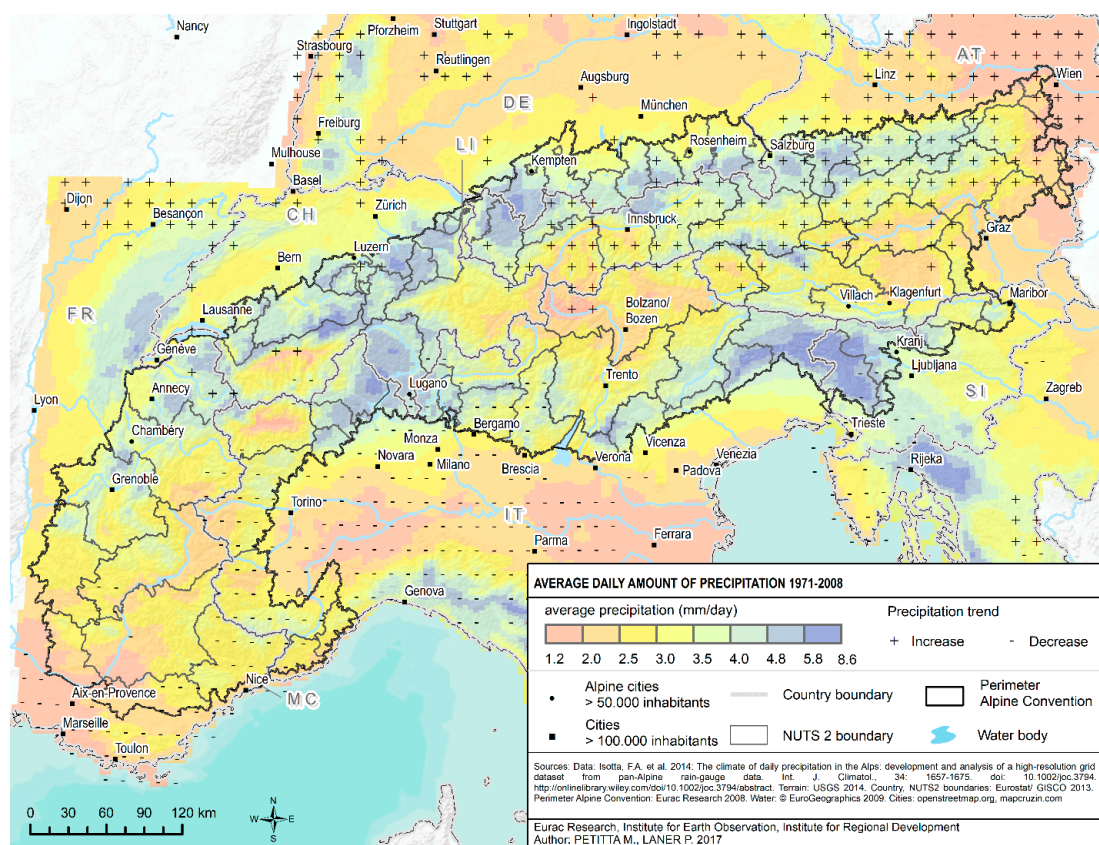 Nancy
Stuttgart
Ingolstadt
Pforzheim
Strasbourg
Reutlingen
AT
Linz
Wien
Augsburg
DE
München
Freiburg
LI
Rosenheim
Salzburg
Mulhouse
Kempten
Basel
Dijon
CH
Zürich
Besançon
Innsbruck
Graz
Luzern
Bern
FR
Lausanne
Bolzano/
Bozen
Villach
Klagenfurt
Maribor
Genève
Kranj
Ljubljana
Annecy
Lugano
Trento
SI
Zagreb
Lyon
Chambéry
Bergamo
Trieste
Monza
Vicenza
Novara
Milano
Brescia
Verona
Venezia
Padova
Rijeka
Grenoble
Torino
IT
Parma
Ferrara
Genova
Nice
MC
Aix-en-Provence
Marseille
Toulon
AVERAGE DAILY AMOUNT OF PRECIPITATION 1971-2008
average precipitation (mm/day)
Precipitation trend
+ Increase
- Decrease
1.2 2.0 2.5 3.0 3.5 4.0 4.8 5.8 8.6
Alpine cities
> 50.000 inhabitants
Country boundary
Perimeter
Alpine Convention
Cities
> 100.000 inhabitants
NUTS 2 boundary
Water body
Sources: Data: Isotta, F.A. et al. 2014: The climate of daily precipitation in the Alps: development and analysis of a high-resolution grid
dataset from pan-Alpine rain-gauge data. Int. J. Climatol., 34: 1657-1675. doi: 10.1002/joc.3794.
http://onlinelibrary.wiley.com/doi/10.1002/joc.3794/abstract. Terrain: USGS 2014. Country, NUTS2 boundaries: Eurostat/ GISCO 2013.
Perimeter Alpine Convention: Eurac Research 2008. Water: © EuroGeographics 2009. Cities: openstreetmap.org, mapcruzin.com
Eurac Research, Institute for Earth Observation, Institute for Regional Development
Author: PETITTA M., LANER P. 2017
0 30 60 90 120 km
N
W
E
S